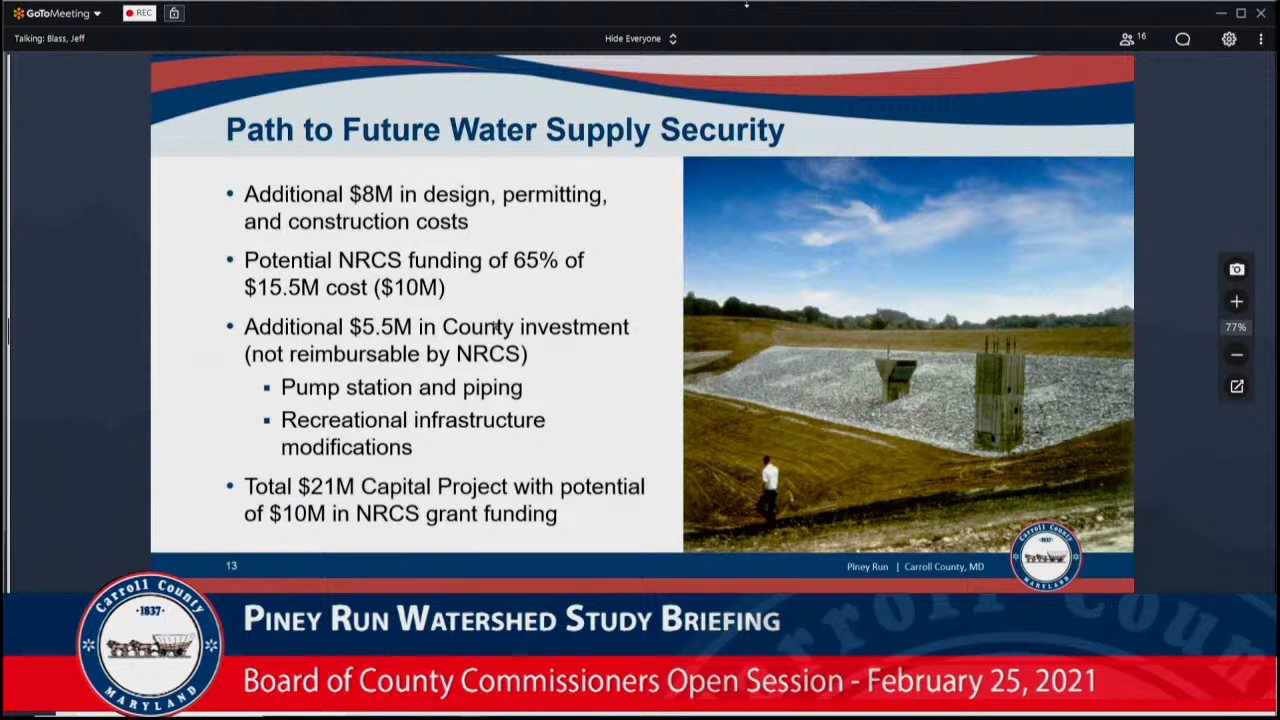 GoToMeeting
REC
Talking: Blass, Jeff
Hide Everyone
16
Path to Future Water Supply Security
• Additional $8M in design, permitting,
and construction costs
• Potential NRCS funding of 65% of
$15.5M cost ($10M)
• Additional $5.5M in County investment
(not reimbursable by NRCS)
▪ Pump station and piping
▪ Recreational infrastructure
modifications
• Total $21M Capital Project with potential
of $10M in NRCS grant funding
77%
13
Piney Run | Carroll County, MD
Carroll County
1837
MARYLAND
PINEY RUN WATERSHED STUDY BRIEFING
Board of County Commissioners Open Session - February 25, 2021